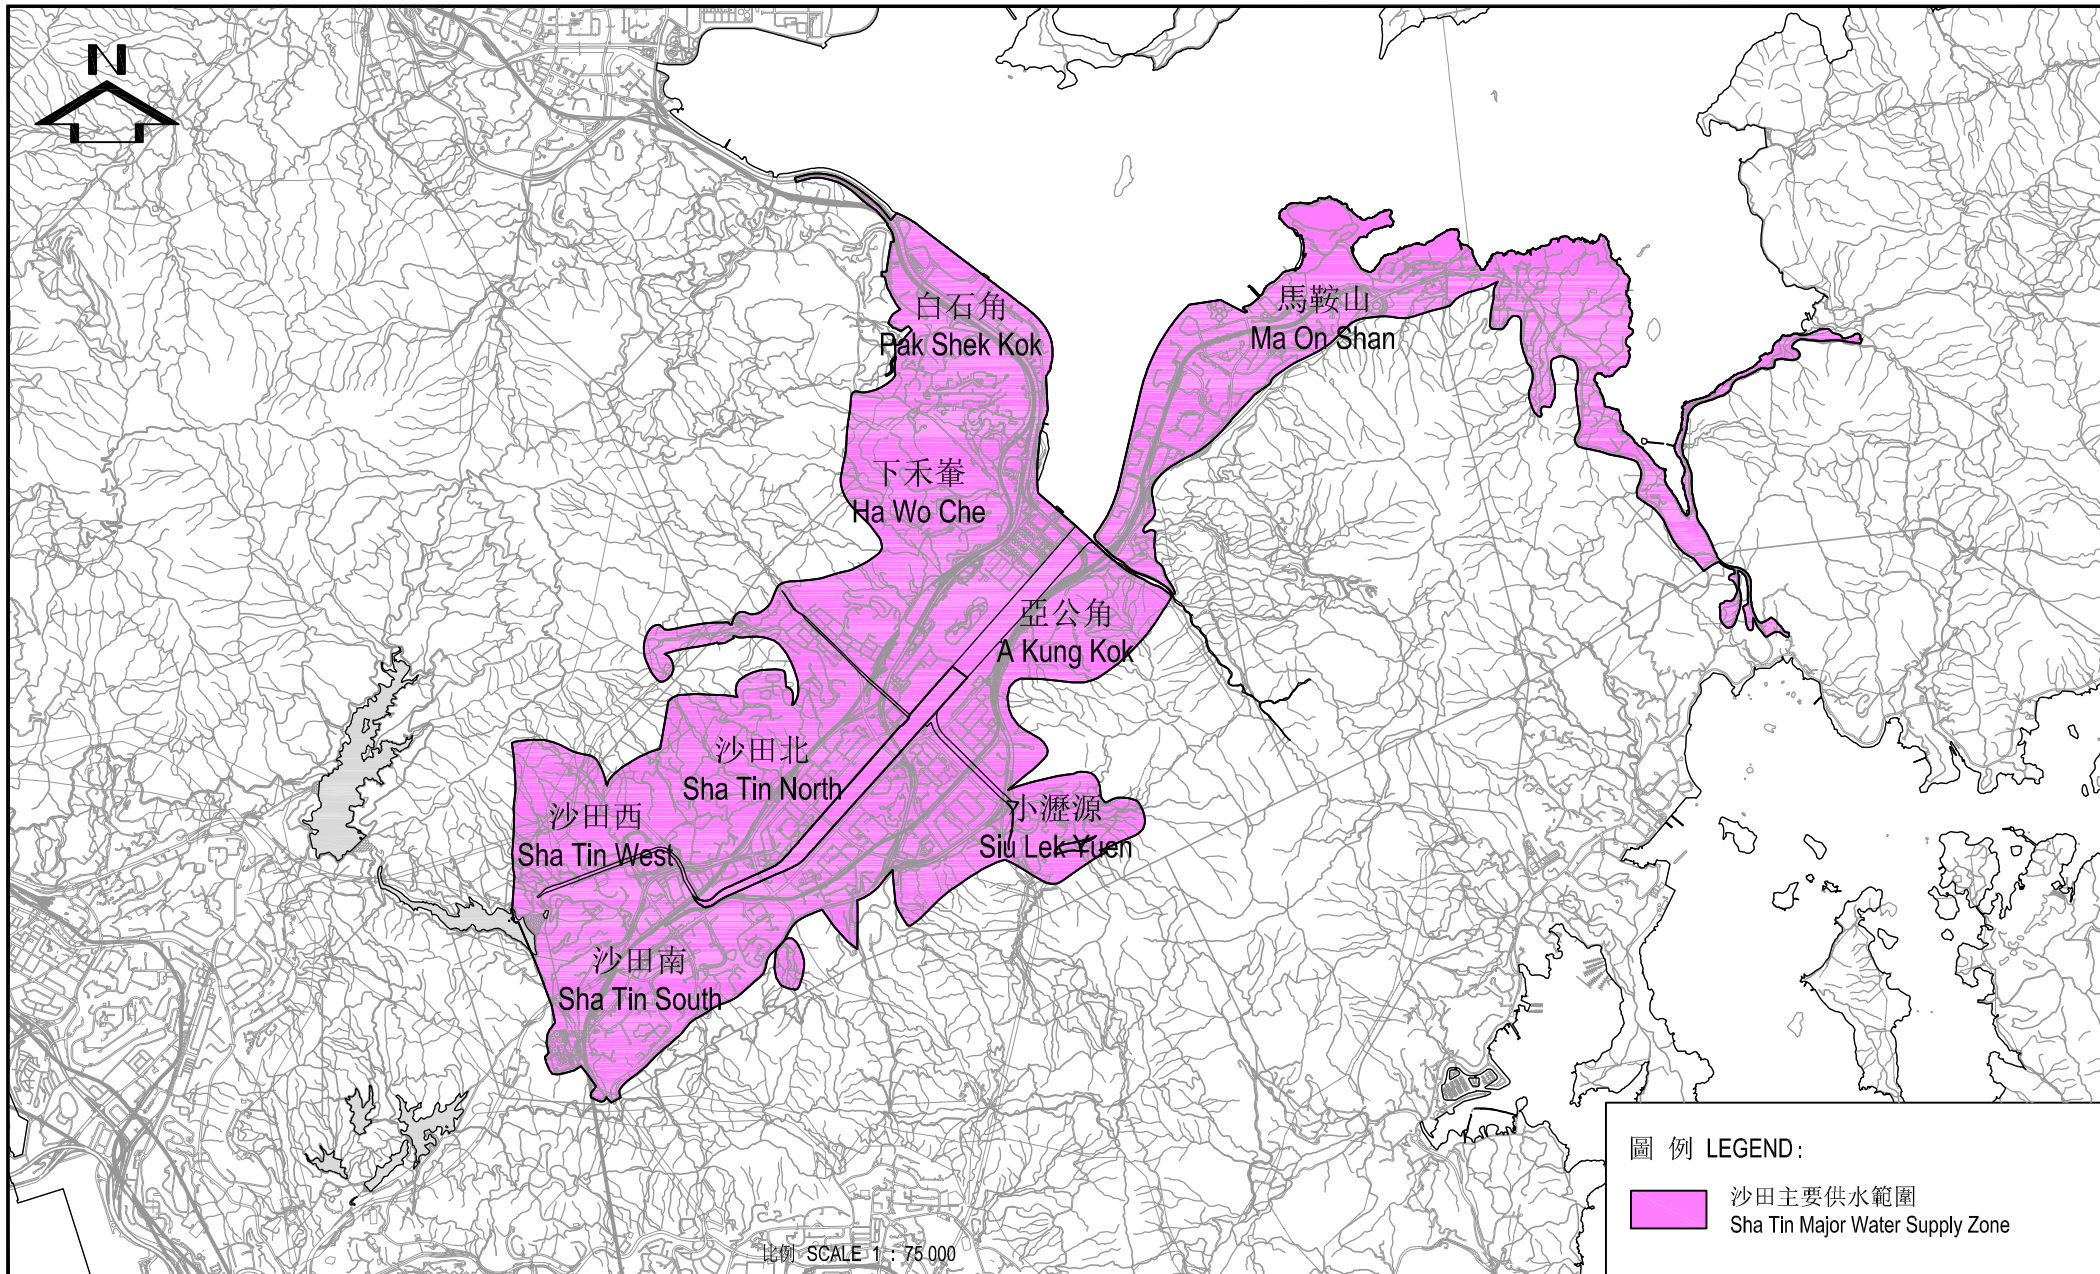 N
白石角
Pak Shek Kok
馬鞍山
Ma On Shan
下禾輋
Ha Wo Che
亞公角
A Kung Kok
沙田北
Sha Tin North
沙田西
Sha Tin West
小瀝源
Siu Lek Yuen
沙田南
Sha Tin South
圖 例 LEGEND:
沙田主要供水範圍
Sha Tin Major Water Supply Zone
比例 SCALE 1 : 75 000